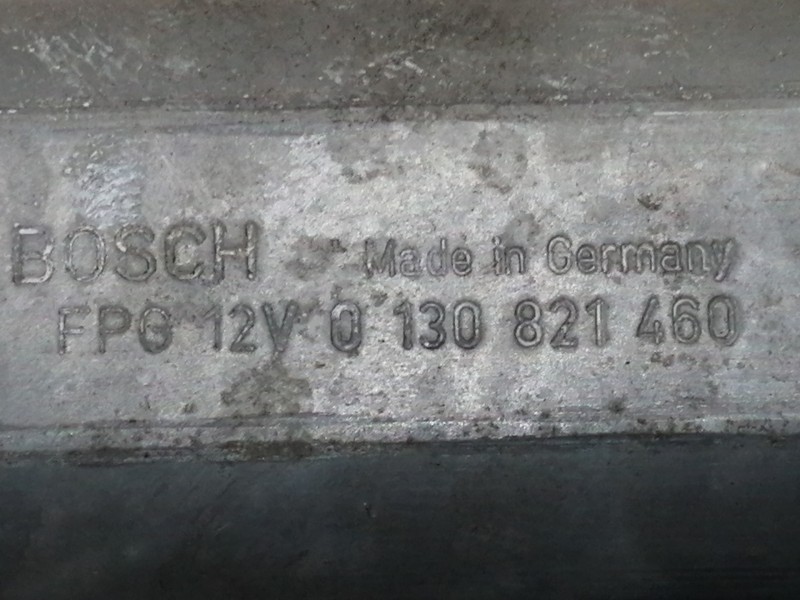 BOSCH Made in Germany
FPG 12V 0 130 821 460